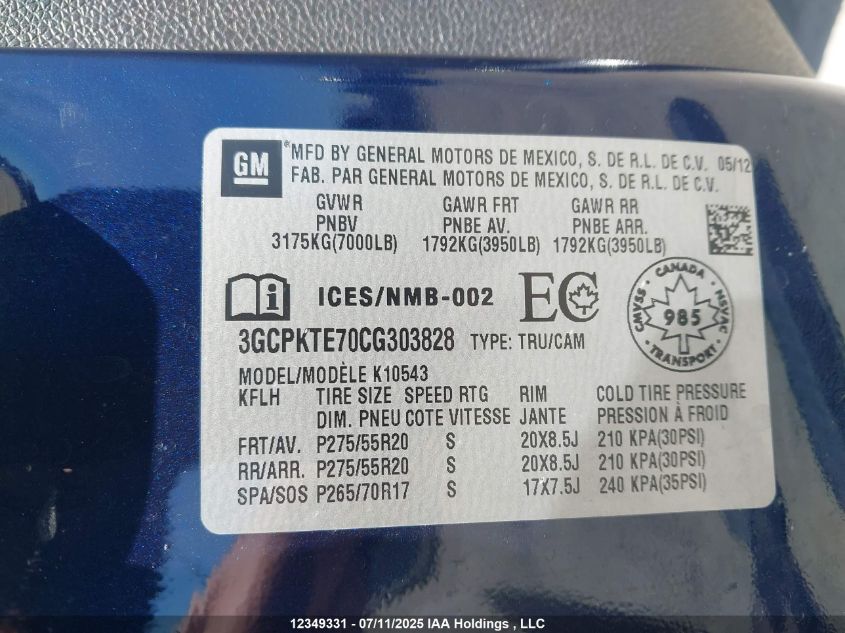 GM
*MFD BY GENERAL MOTORS DE MEXICO, S. DE R.L. DE C.V. 05/12
FAB. PAR GENERAL MOTORS DE MEXICO, S. DE R.L. DE C.V.
GVWR GAWR FRT GAWR RR
PNBV PNBE AV. PNBE ARR.
3175KG(7000LB) 1792KG(3950LB) 1792KG(3950LB)
i ICES/NMB-002 EC
CANADA
CMVSS 985 NSVAC
TRANSPORT
3GCPKTE70CG303828 TYPE: TRU/CAM
MODEL/MODÈLE K10543
KFLH TIRE SIZE SPEED RTG RIM COLD TIRE PRESSURE
DIM. PNEU COTE VITESSE JANTE PRESSION À FROID
FRT/AV. P275/55R20 S 20X8.5J 210 KPA(30PSI)
RR/ARR. P275/55R20 S 20X8.5J 210 KPA(30PSI)
SPA/SOS P265/70R17 S 17X7.5J 240 KPA(35PSI)
12349331 - 07/11/2025 IAA Holdings , LLC